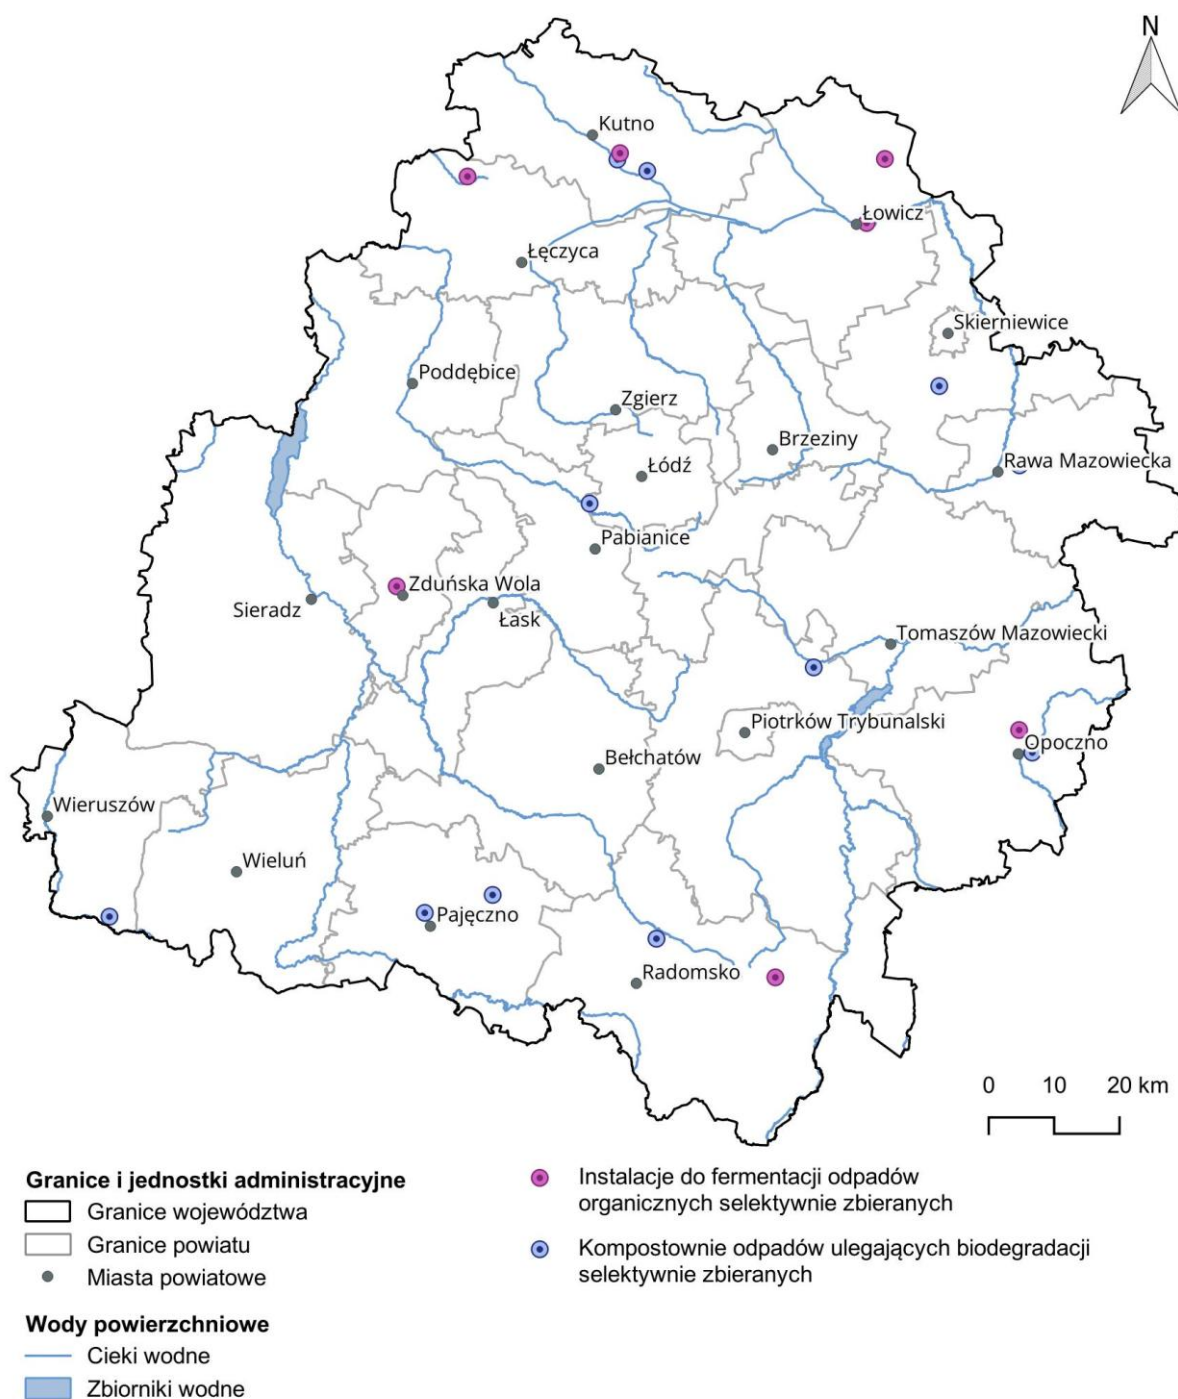 N
Kutno
Łowicz
Łęczyca
Skierniewice
Poddębice
Zgierz
Brzeziny
Łódź
Rawa Mazowiecka
Pabianice
Zduńska Wola
Sieradz
Łask
Tomaszów Mazowiecki
Piotrków Trybunalski
Opoczno
Bełchatów
Wieruszów
Wieluń
Pajęczno
Radomsko
0 10 20 km
Granice i jednostki administracyjne
Granice województwa
Granice powiatu
Miasta powiatowe
Wody powierzchniowe
Cieki wodne
Zbiorniki wodne
Instalacje do fermentacji odpadów
organicznych selektywnie zbieranych
Kompostownie odpadów ulegających biodegradacji
selektywnie zbieranych